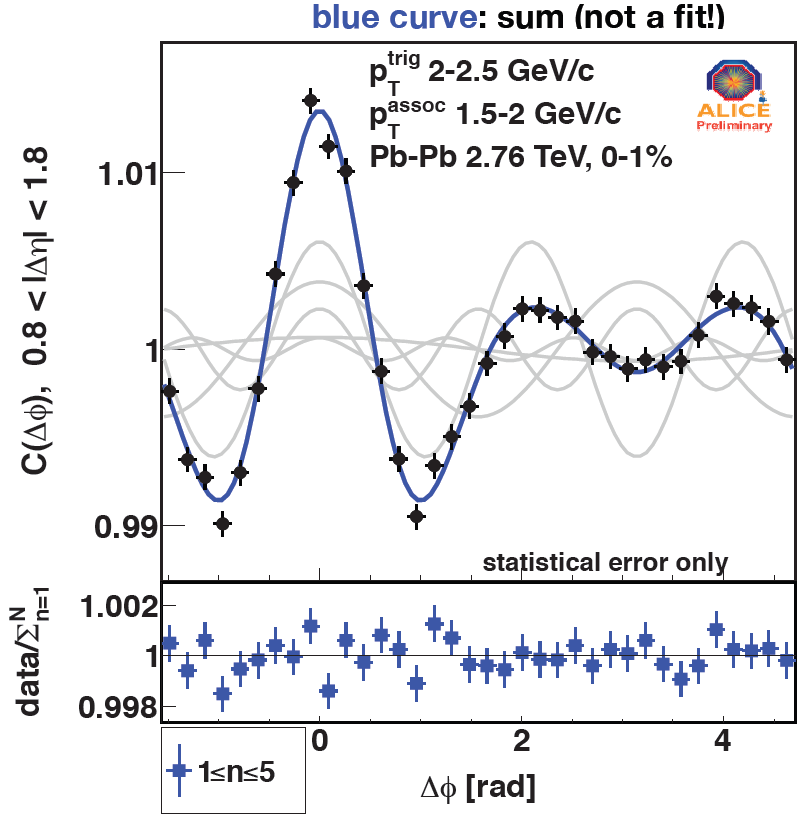 blue curve: sum (not a fit!)
p_T^trig 2-2.5 GeV/c
p_T^assoc 1.5-2 GeV/c
Pb-Pb 2.76 TeV, 0-1%
ALICE
Preliminary
C(Δϕ), 0.8 < |Δη| < 1.8
1.01
1
0.99
statistical error only
data/Σ^N_n=1
1.002
1
0.998
0 2 4
1≤n≤5
Δϕ [rad]